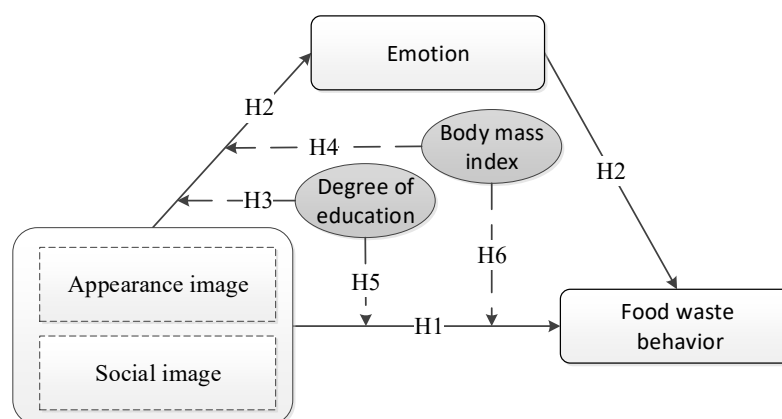 Emotion
H2
Body mass
index
H4
Degree of
education
H3
H2
H5
H6
Appearance image
Social image
H1
Food waste
behavior